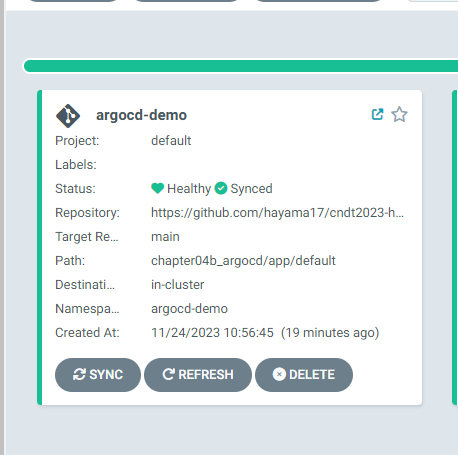 argocd-demo
Project: default
Labels:
Status: Healthy Synced
Repository: https://github.com/hayama17/cndt2023-h...
Target Re... main
Path: chapter04b_argocd/app/default
Destinati... in-cluster
Namespa... argocd-demo
Created At: 11/24/2023 10:56:45 (19 minutes ago)
SYNC REFRESH DELETE